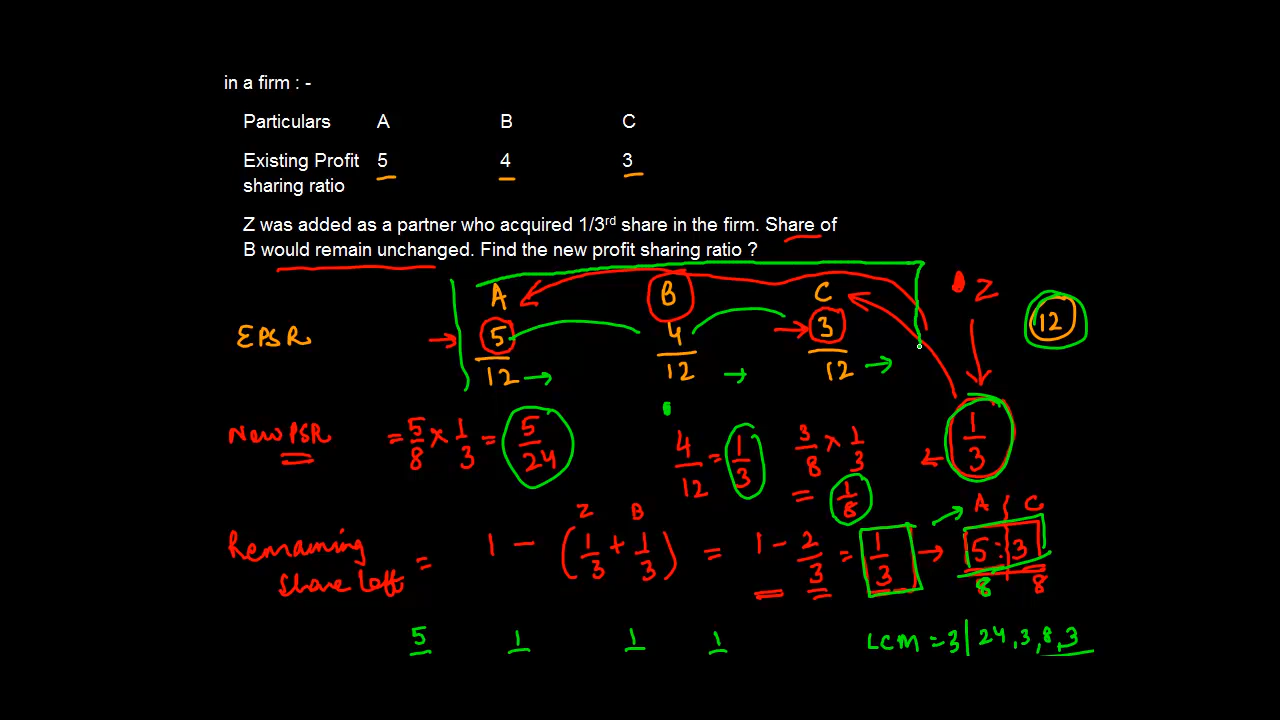 in a firm : -
Particulars A B C
Existing Profit 5 4 3
sharing ratio
Z was added as a partner who acquired 1/3rd share in the firm. Share of
B would remain unchanged. Find the new profit sharing ratio ?
A B C Z
EPSR 5/12 4/12 3/12 12
New PSR = 5/8 × 1/3 = 5/24 4/12 = 1/3 3/8 × 1/3 = 1/8 1/3
Z B A C
Remaining share left = 1 - (1/3 + 1/3) = 1 - 2/3 = 1/3 → 5 : 3
8 8
5 1 1 1 LCM = 3 | 24, 3, 8, 3